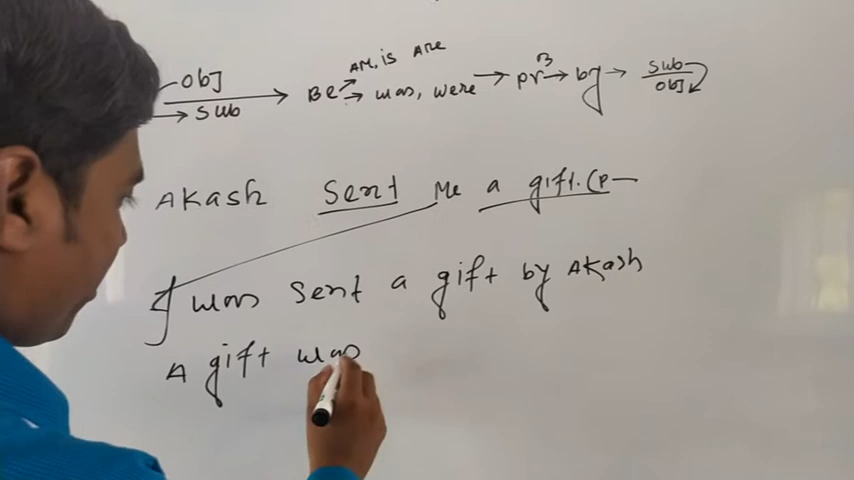 AM, is Are
Obj
Sub
Be was, were pr3 by Sub
Obj
Akash Sent Me a gift. (P
I was sent a gift by Akash
A gift was